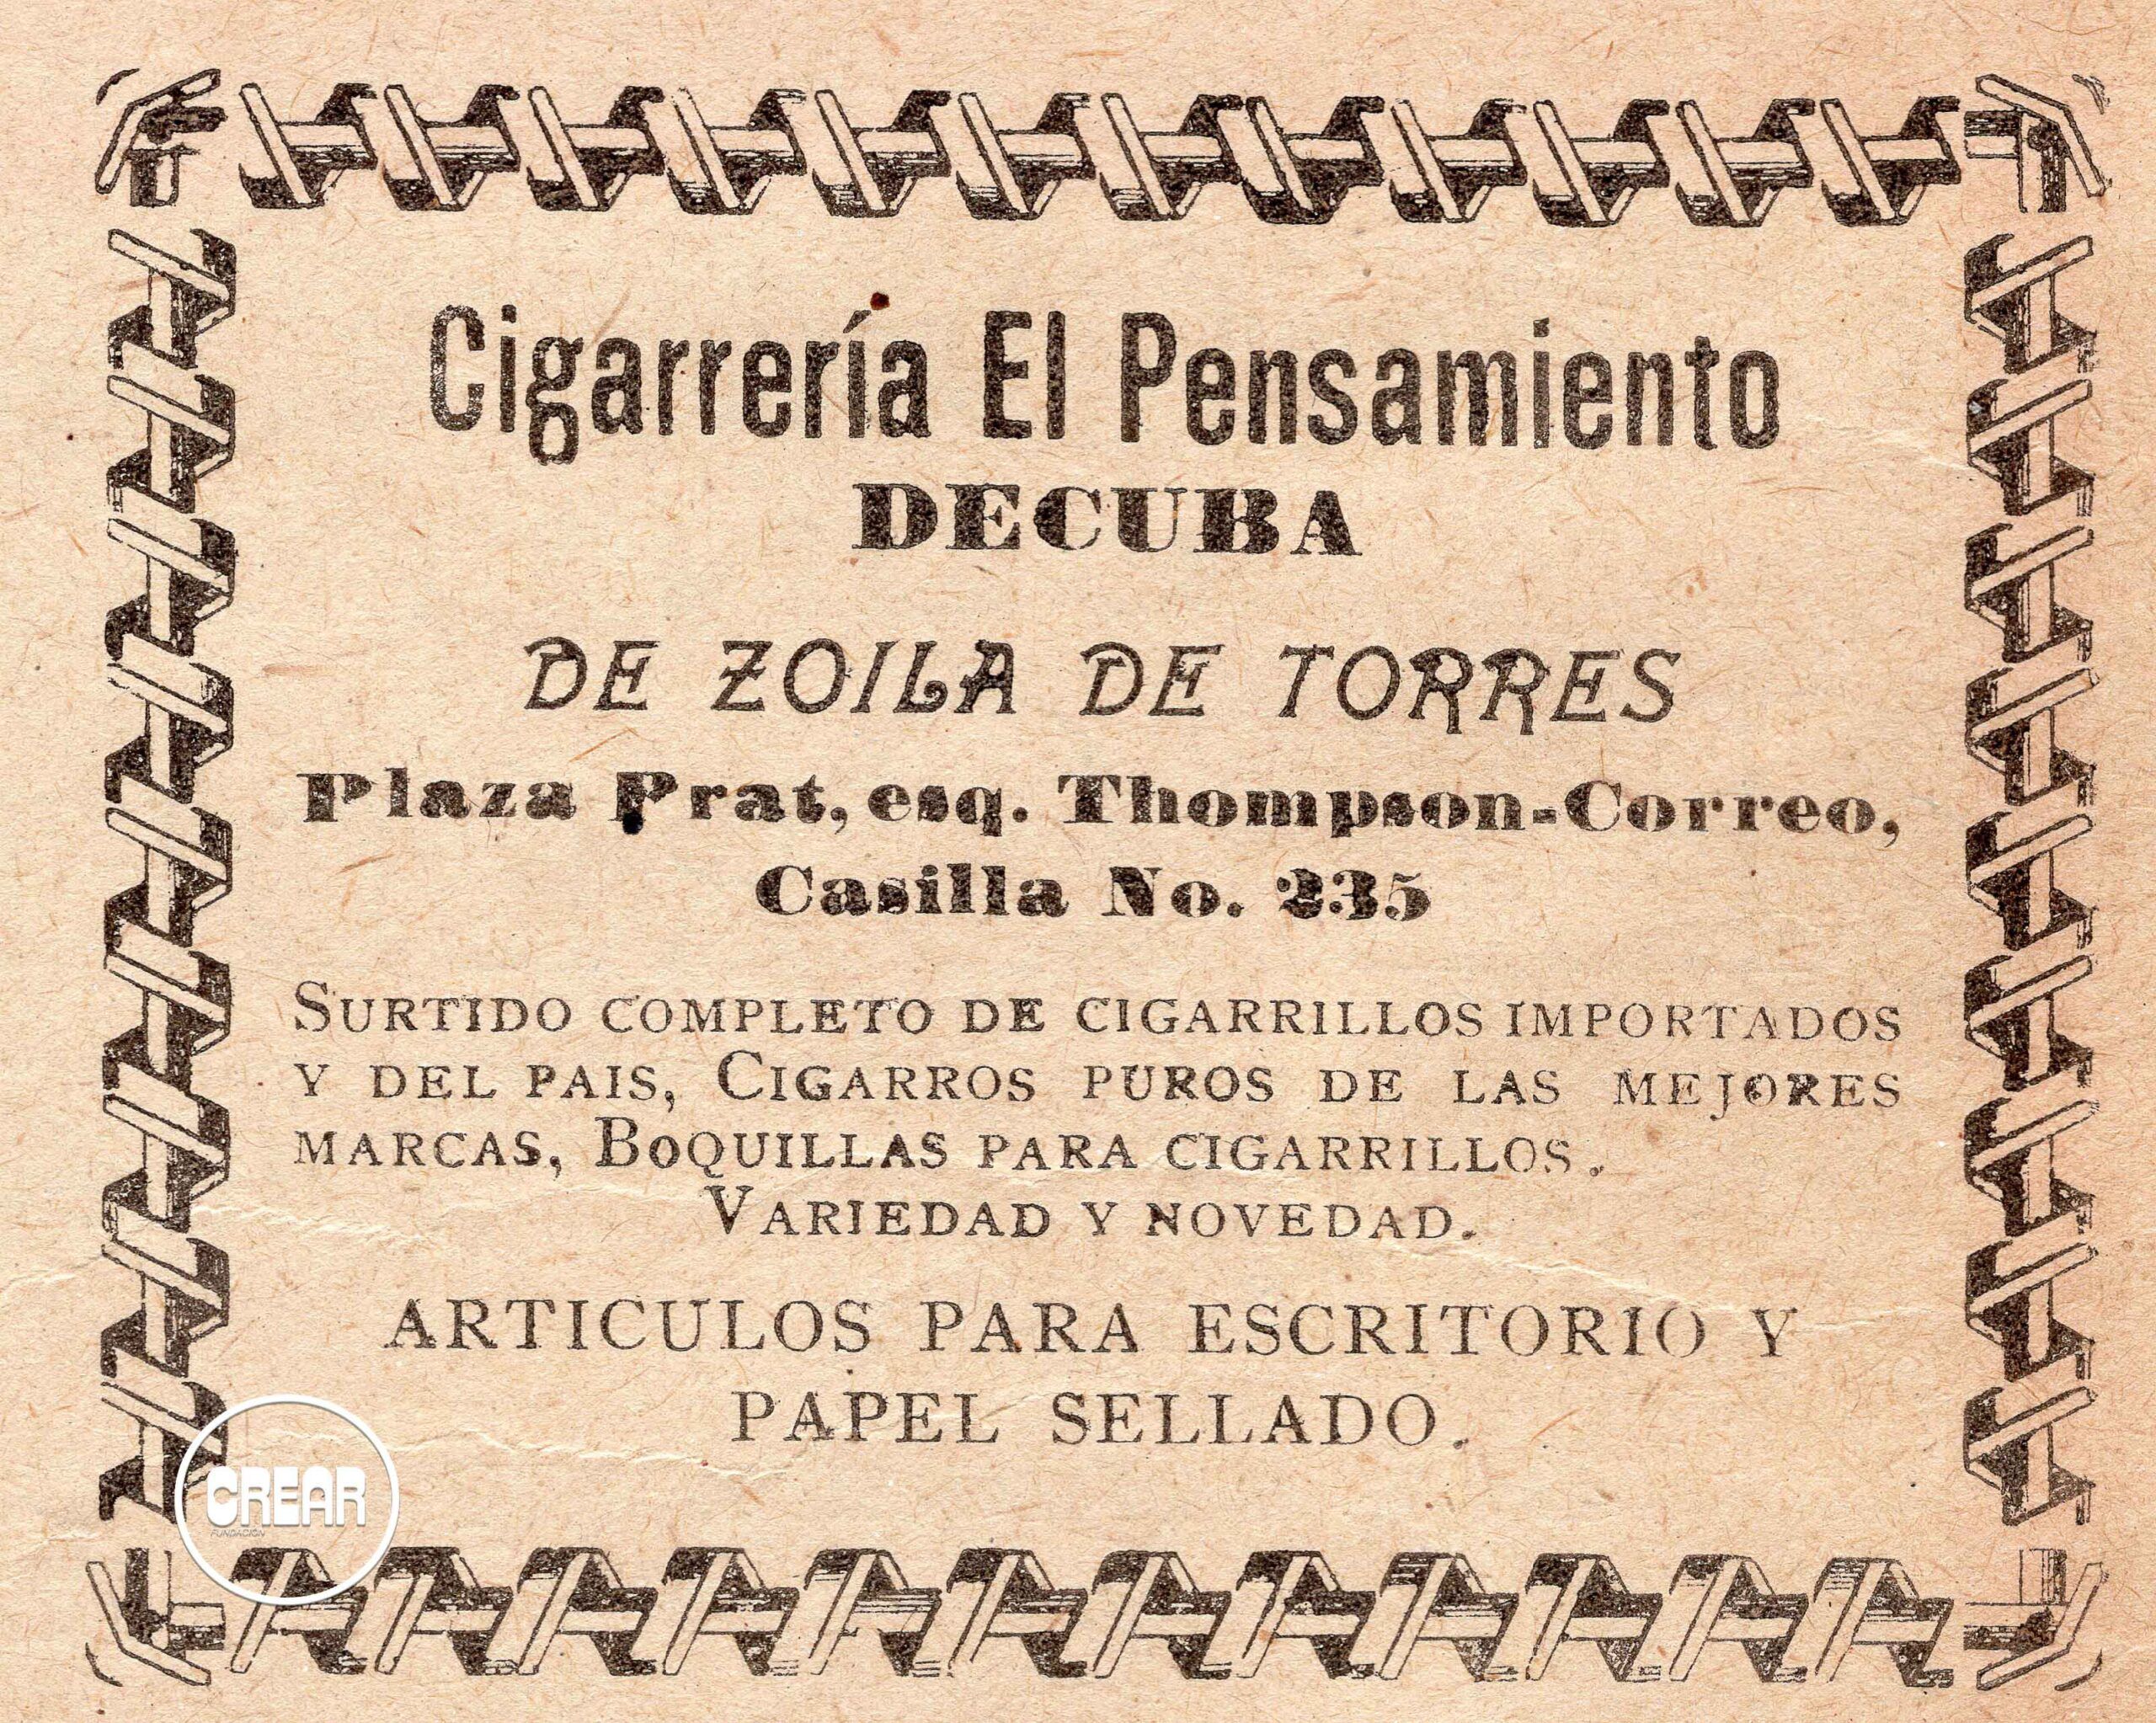 Cigarrería El Pensamiento
DECUBA
DE ZOILA DE TORRES
Plaza Prat, esq. Thompson-Correo,
Casilla No. 235
SURTIDO COMPLETO DE CIGARRILLOS IMPORTADOS
Y DEL PAIS, CIGARROS PUROS DE LAS MEJORES
MARCAS, BOQUILLAS PARA CIGARRILLOS.
VARIEDAD Y NOVEDAD.
ARTICULOS PARA ESCRITORIO Y
PAPEL SELLADO.
CREAR
FUNDACIÓN